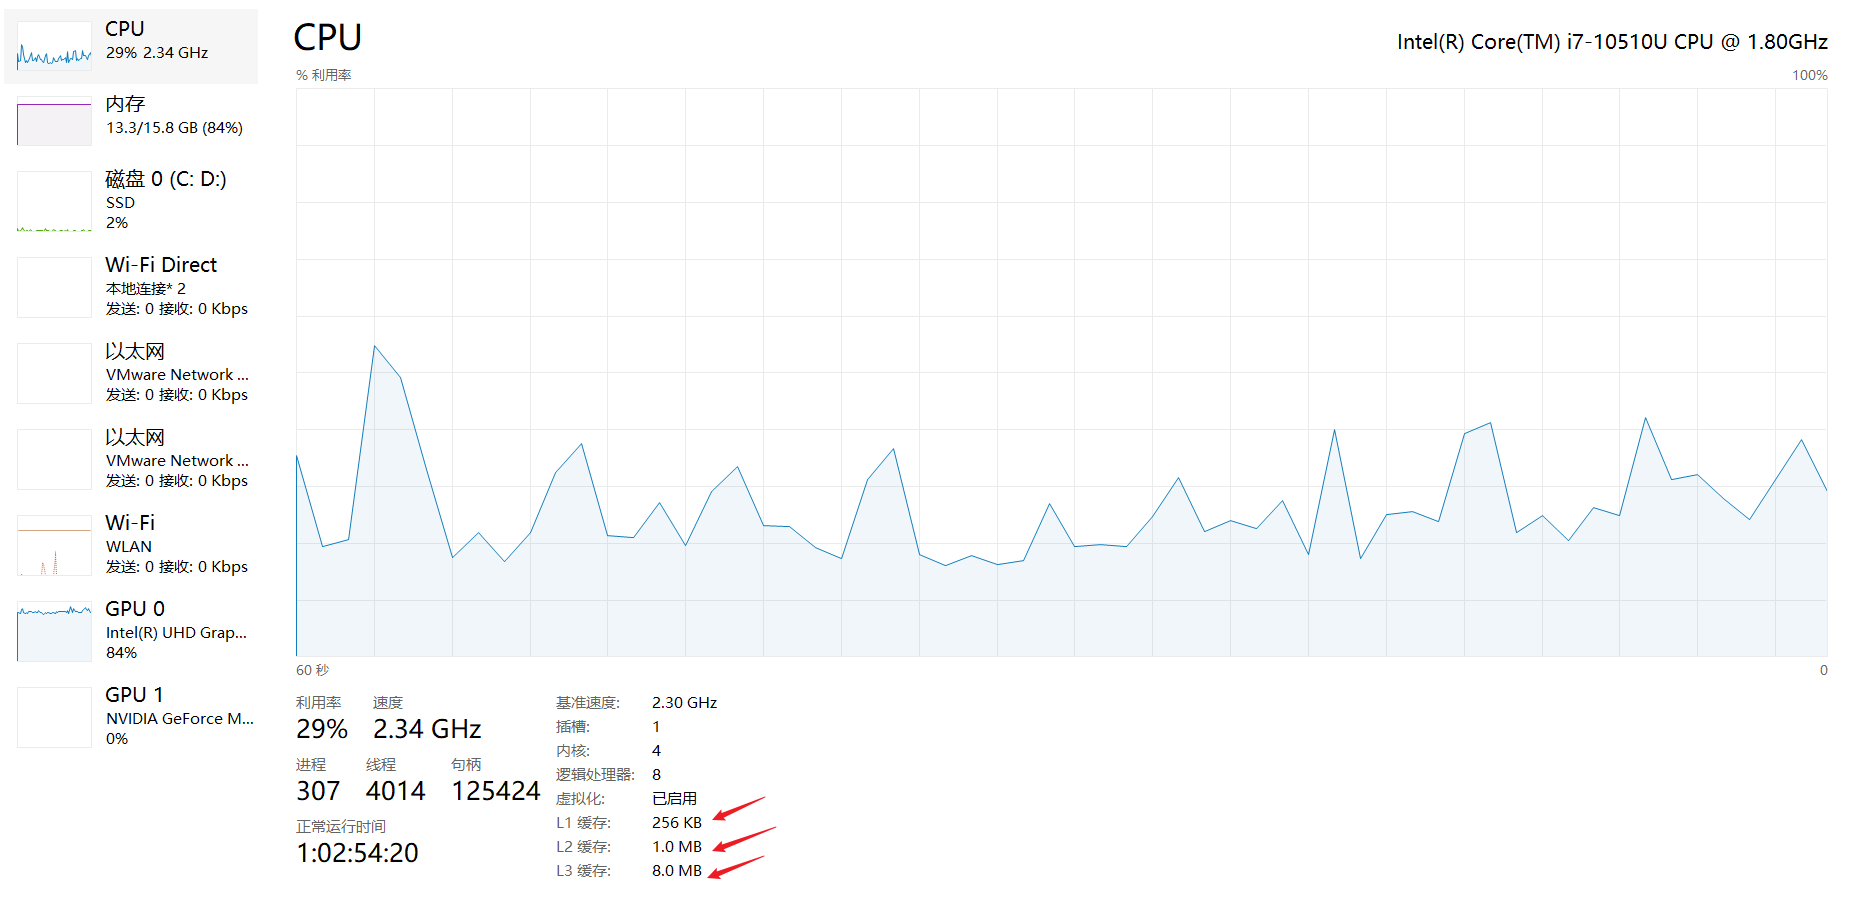 CPU
29% 2.34 GHz
内存
13.3/15.8 GB (84%)
磁盘 0 (C: D:)
SSD
2%
Wi-Fi Direct
本地连接* 2
发送: 0 接收: 0 Kbps
以太网
VMware Network ...
发送: 0 接收: 0 Kbps
以太网
VMware Network ...
发送: 0 接收: 0 Kbps
Wi-Fi
WLAN
发送: 0 接收: 0 Kbps
GPU 0
Intel(R) UHD Grap...
84%
GPU 1
NVIDIA GeForce M...
0%
CPU
Intel(R) Core(TM) i7-10510U CPU @ 1.80GHz
% 利用率 100%
60 秒 0
利用率 速度
29% 2.34 GHz
进程 线程 句柄
307 4014 125424
正常运行时间
1:02:54:20
基准速度: 2.30 GHz
插槽: 1
内核: 4
逻辑处理器: 8
虚拟化: 已启用
L1 缓存: 256 KB
L2 缓存: 1.0 MB
L3 缓存: 8.0 MB